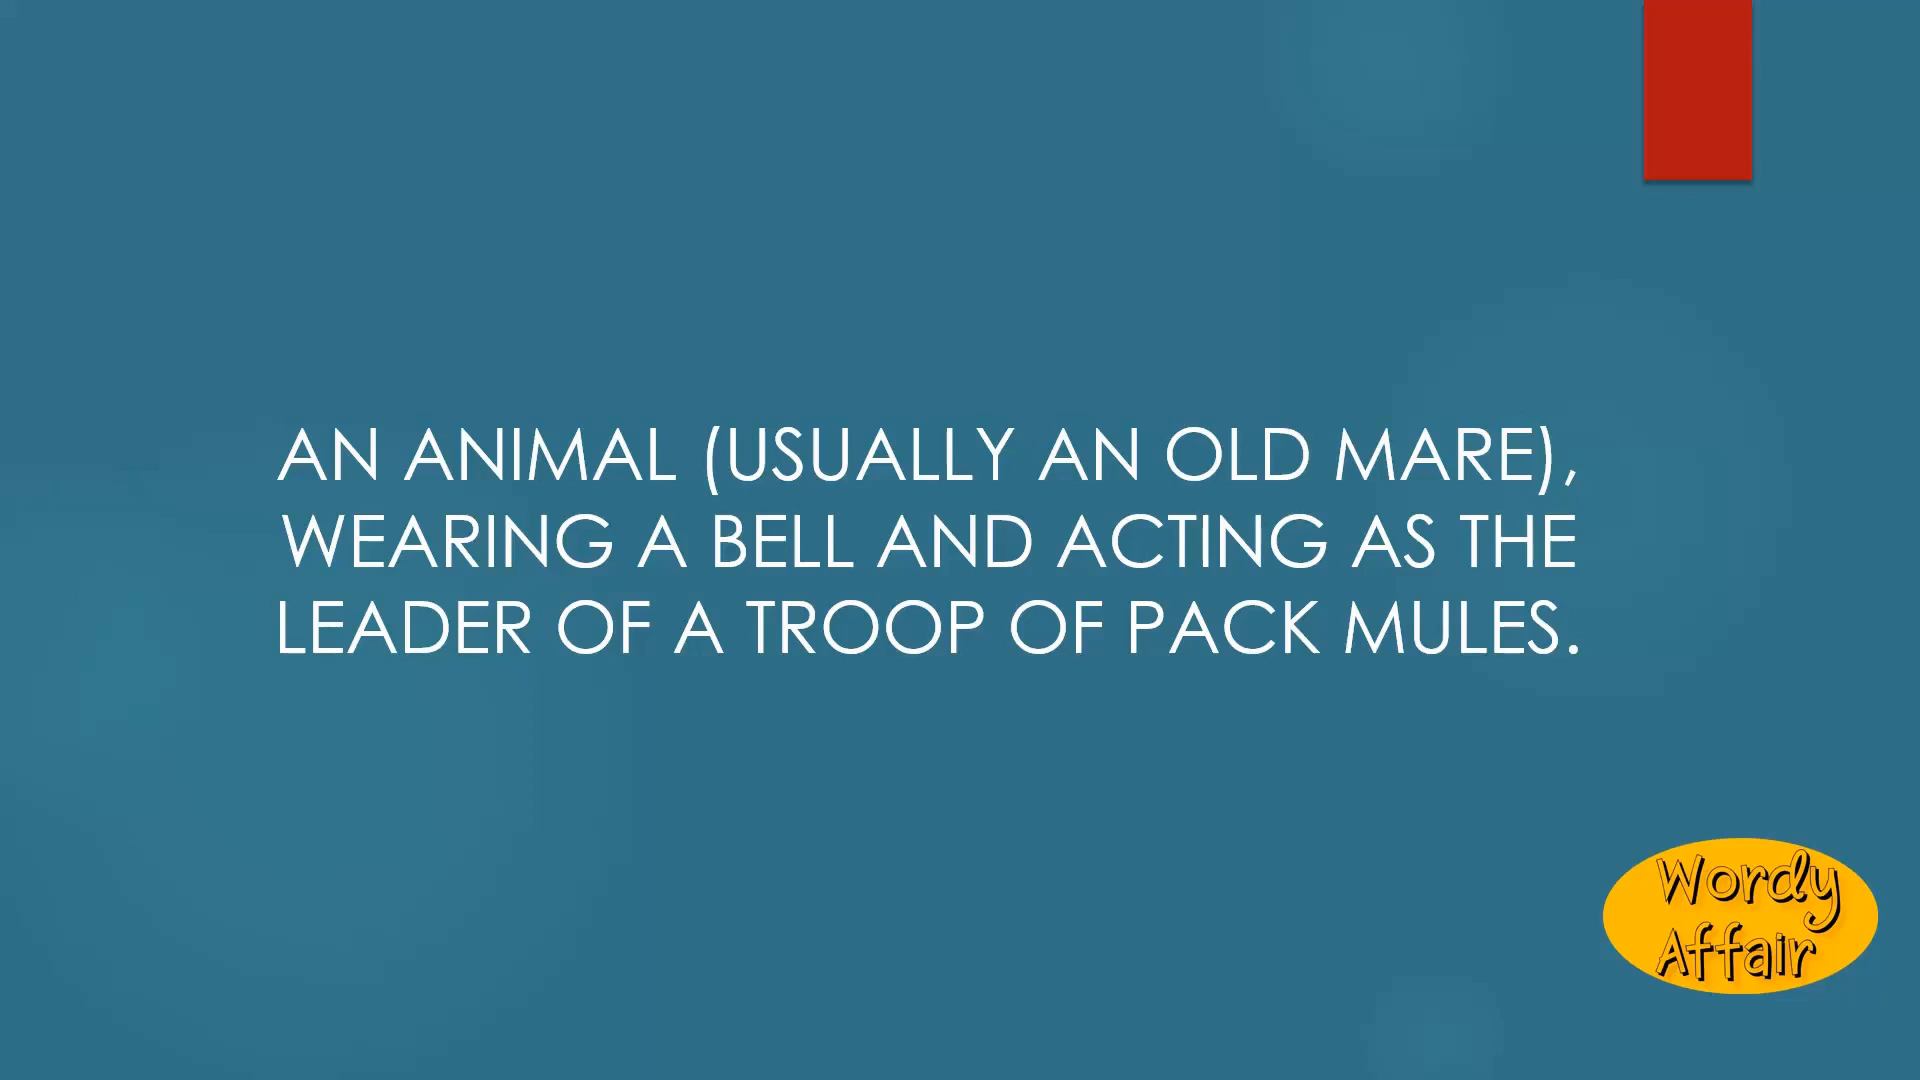 AN ANIMAL (USUALLY AN OLD MARE),
WEARING A BELL AND ACTING AS THE
LEADER OF A TROOP OF PACK MULES.
Wordy
Affair